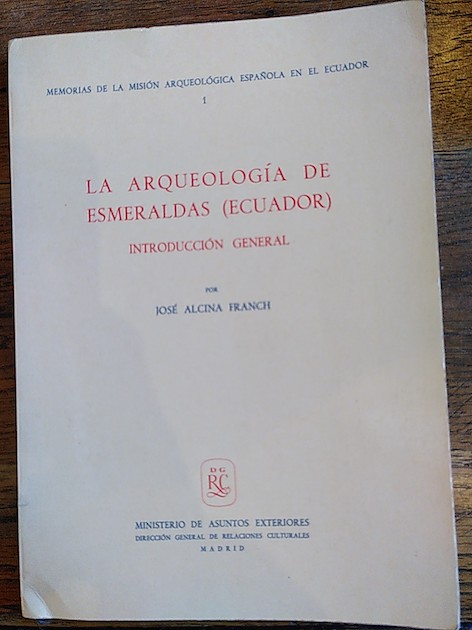 MEMORIAS DE LA MISIÓN ARQUEOLÓGICA ESPAÑOLA EN EL ECUADOR
1
LA ARQUEOLOGÍA DE
ESMERALDAS (ECUADOR)
INTRODUCCIÓN GENERAL
POR
JOSÉ ALCINA FRANCH
D G
RC
MINISTERIO DE ASUNTOS EXTERIORES
DIRECCIÓN GENERAL DE RELACIONES CULTURALES
MADRID